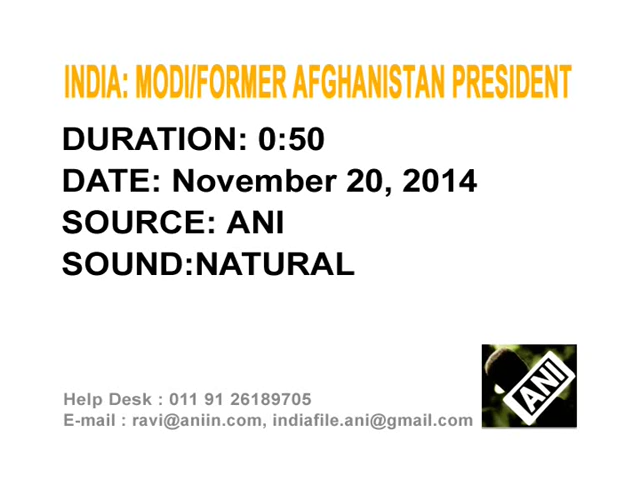 INDIA: MODI/FORMER AFGHANISTAN PRESIDENT
DURATION: 0:50
DATE: November 20, 2014
SOURCE: ANI
SOUND:NATURAL
Help Desk : 011 91 26189705
E-mail : ravi@aniin.com, indiafile.ani@gmail.com
ANI